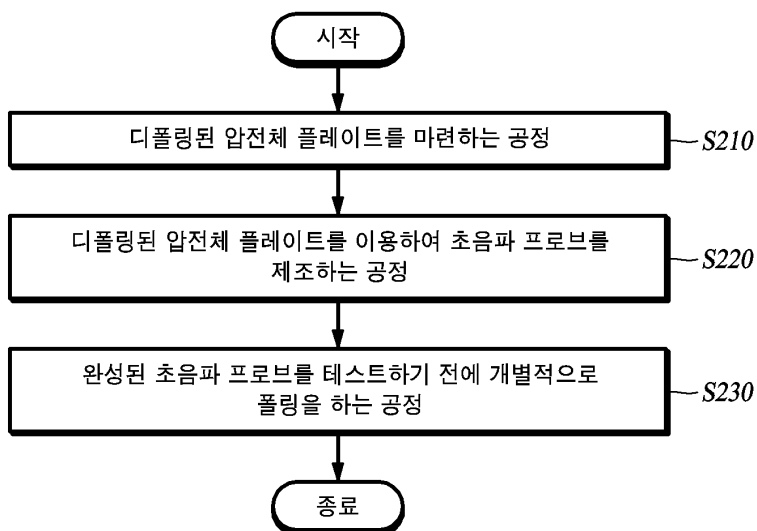 시작
디폴링된 압전체 플레이트를 마련하는 공정
S210
디폴링된 압전체 플레이트를 이용하여 초음파 프로브를
제조하는 공정
S220
완성된 초음파 프로브를 테스트하기 전에 개별적으로
폴링을 하는 공정
S230
종료